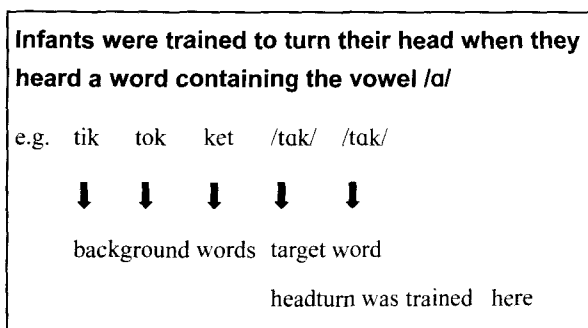 Infants were trained to turn their head when they
heard a word containing the vowel /ɑ/
e.g. tik tok ket /tɑk/ /tɑk/
background words target word
headturn was trained here